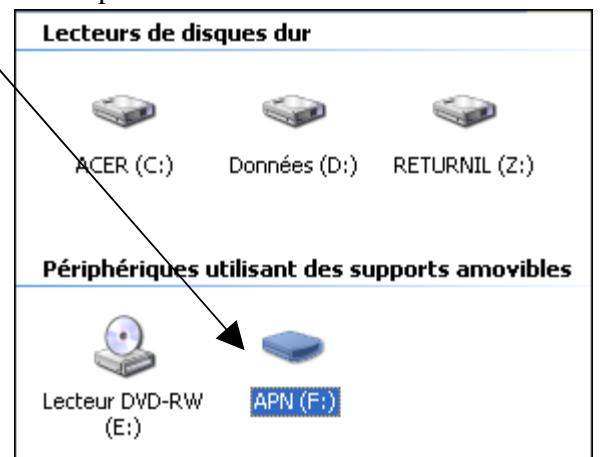 Lecteurs de disques dur
ACER (C:)
Données (D:)
RETURNIL (Z:)
Périphériques utilisant des supports amovibles
Lecteur DVD-RW
(E:)
APN (F:)